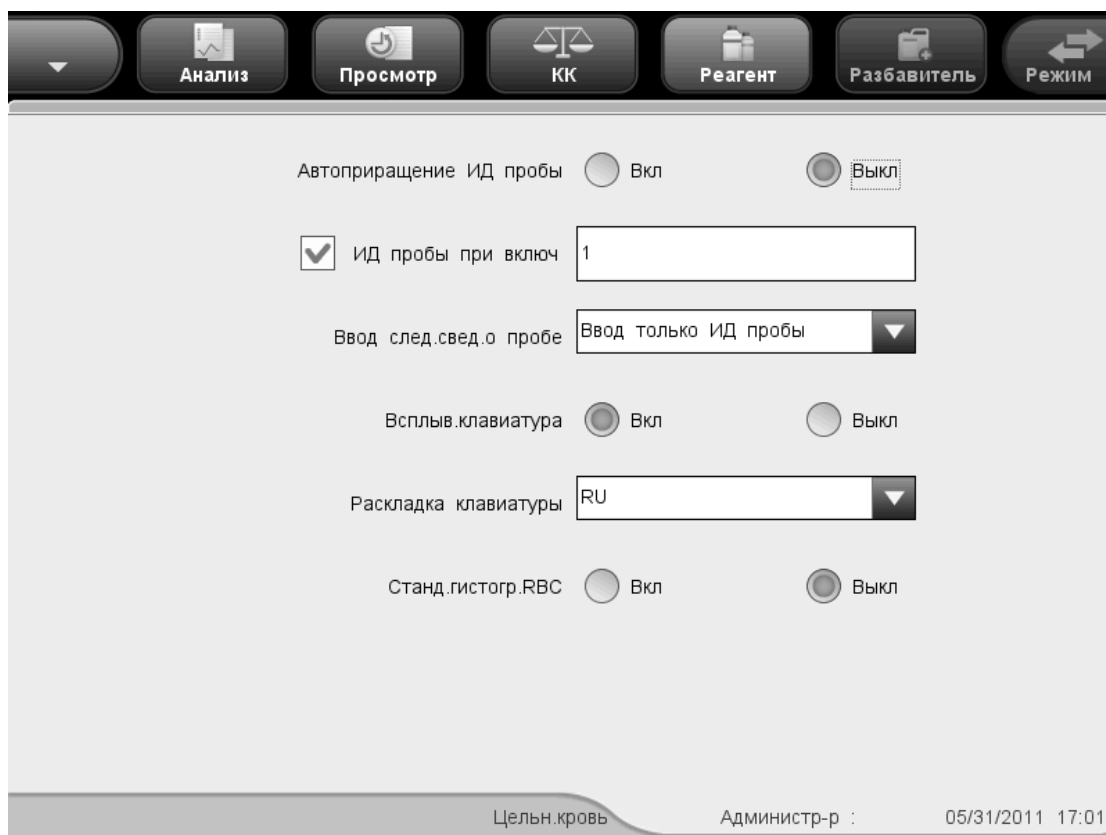 Анализ Просмотр КК Реагент Разбавитель Режим
Автоприращение ИД пробы Вкл Выкл
ИД пробы при включ 1
Ввод след.свед.о пробе Ввод только ИД пробы
Всплыв.клавиатура Вкл Выкл
Раскладка клавиатуры RU
Станд.гистогр.RBC Вкл Выкл
Цельн.кровь Администр-р : 05/31/2011 17:01